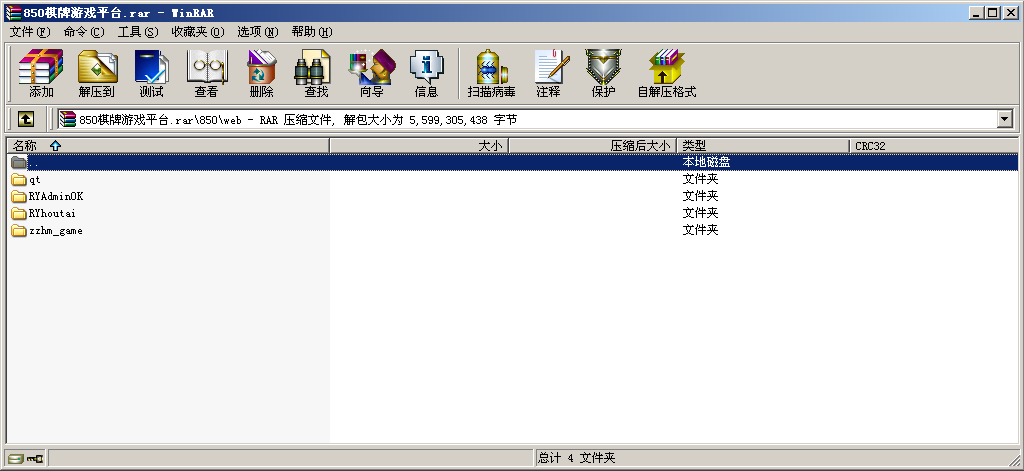 850棋牌游戏平台.rar - WinRAR
文件(F) 命令(C) 工具(S) 收藏夹(O) 选项(N) 帮助(H)
添加 解压到 测试 查看 删除 查找 向导 信息 扫描病毒 注释 保护 自解压格式
850棋牌游戏平台.rar\850\web - RAR 压缩文件, 解包大小为 5,599,305,438 字节
名称 大小 压缩后大小 类型 CRC32
.. 本地磁盘
qt 文件夹
RYAdminOK 文件夹
RYhoutai 文件夹
zzhm_game 文件夹
总计 4 文件夹